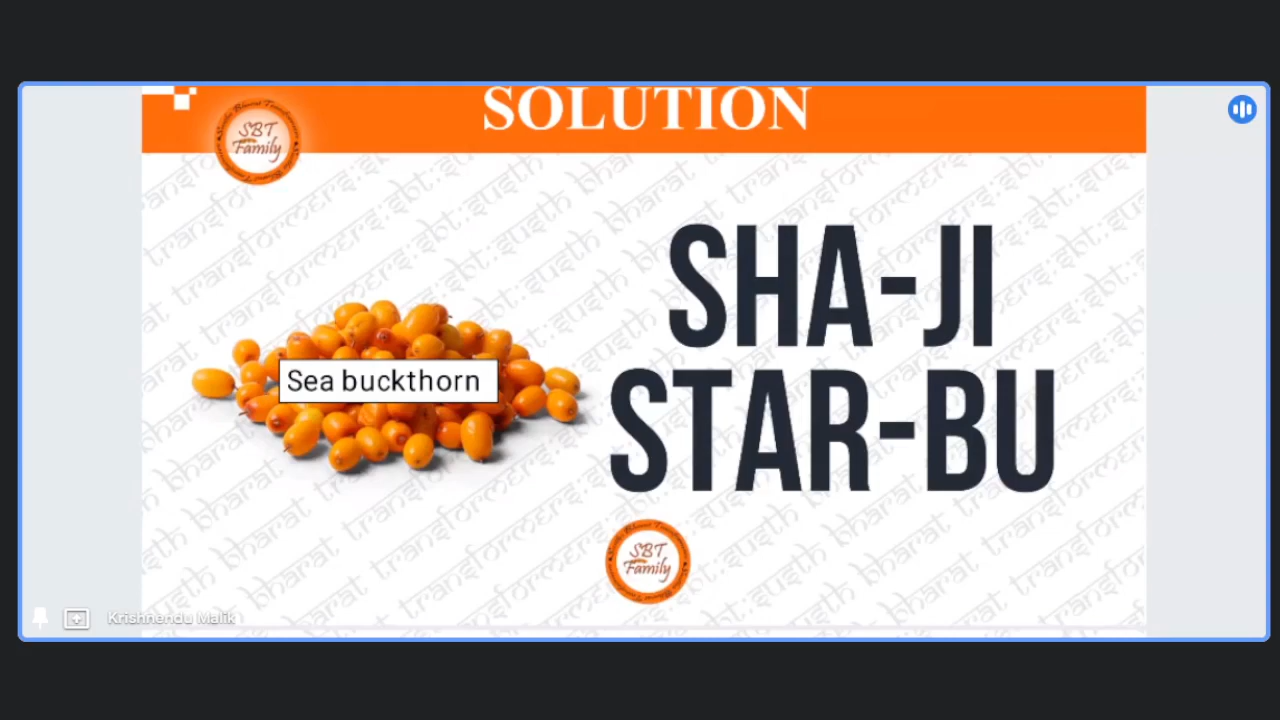 SOLUTION
SBT
Family
SHA-JI
Sea buckthorn
STAR-BU
SBT
Family
Krishnendu Malik